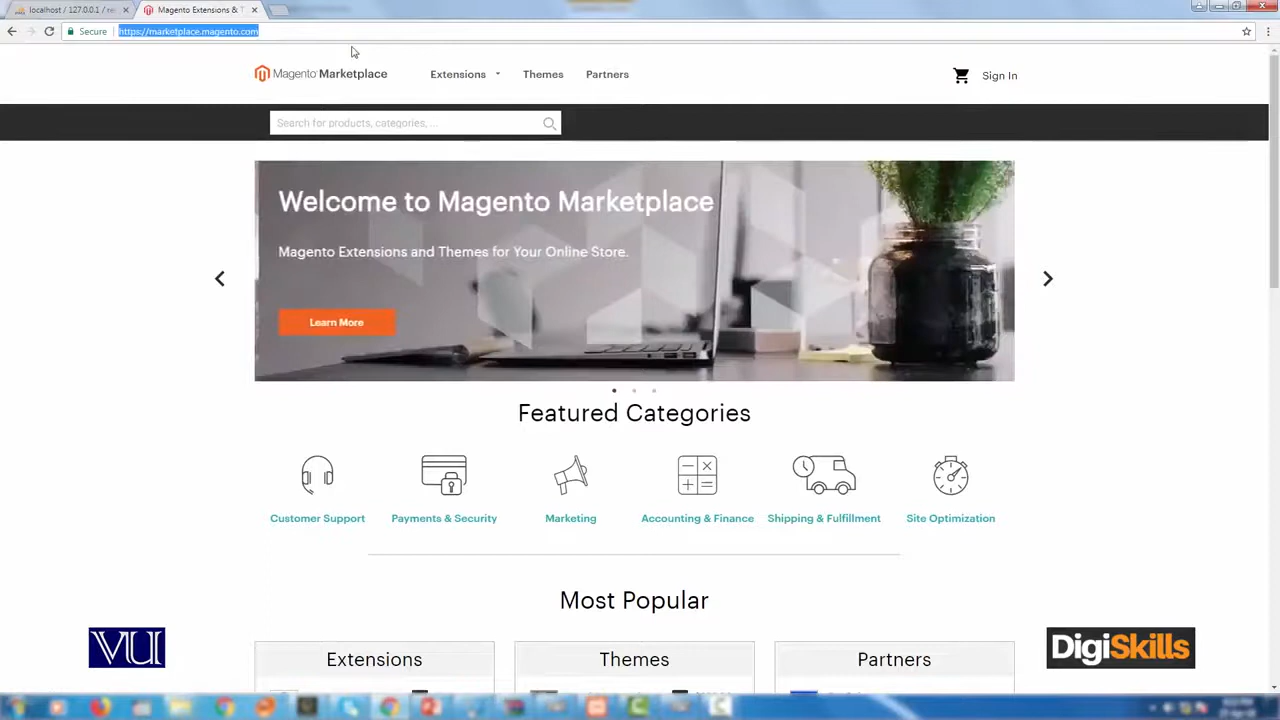 localhost / 127.0.0.1 /
Magento Extensions & T
Secure
https://marketplace.magento.com
Magento Marketplace
Extensions
Themes
Partners
Sign In
Search for products, categories, ...
Welcome to Magento Marketplace
Magento Extensions and Themes for Your Online Store.
Learn More
Featured Categories
Customer Support
Payments & Security
Marketing
Accounting & Finance
Shipping & Fulfillment
Site Optimization
Most Popular
VU
DigiSkills
Extensions
Themes
Partners